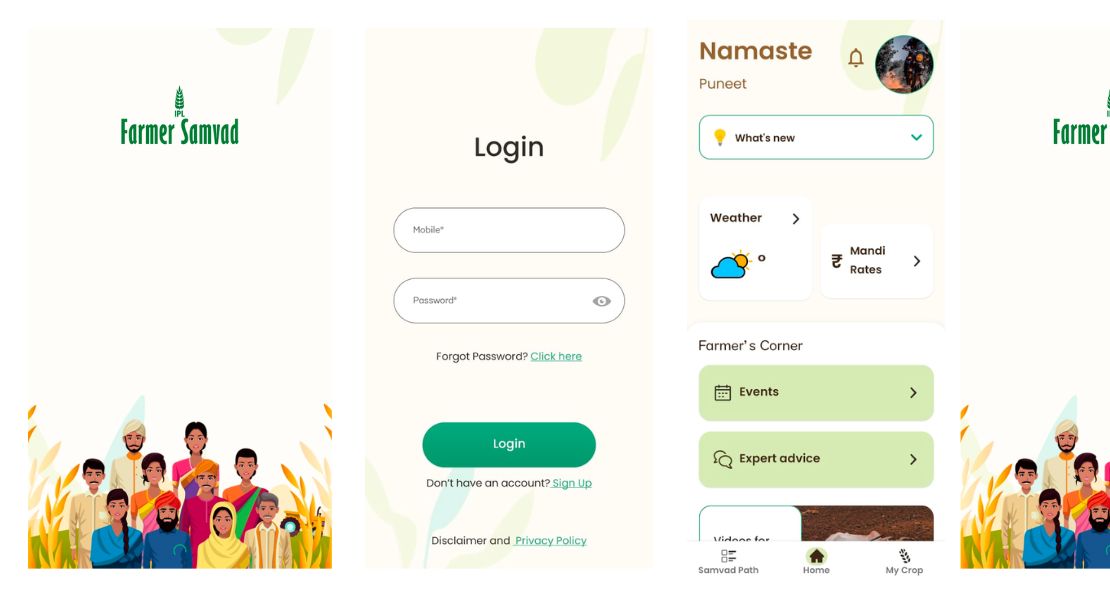 IPL
Farmer Samvad
Login
Mobile*
Password*
Forgot Password? Click here
Login
Don't have an account? Sign Up
Disclaimer and Privacy Policy
Namaste
Puneet
What's new
Weather
°
₹ Mandi
Rates
Farmer's Corner
Events
Expert advice
Videos for
Samvad Path
Home
My Crop
Farmer